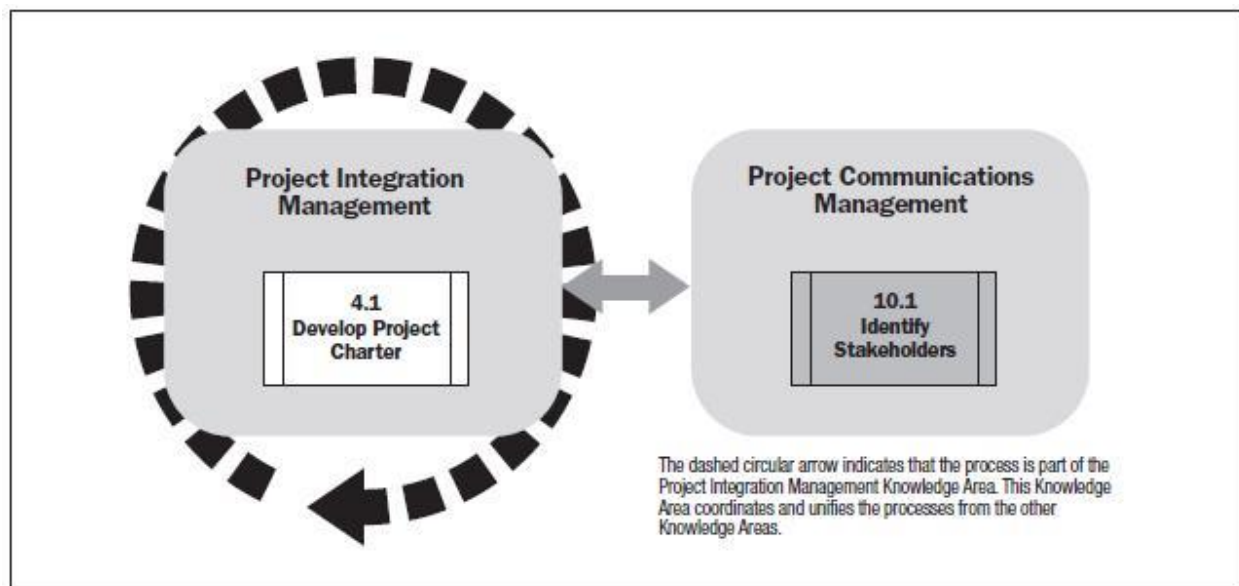 Project Integration
Management
4.1
Develop Project
Charter
Project Communications
Management
10.1
Identify
Stakeholders
The dashed circular arrow indicates that the process is part of the
Project Integration Management Knowledge Area. This Knowledge
Area coordinates and unifies the processes from the other
Knowledge Areas.